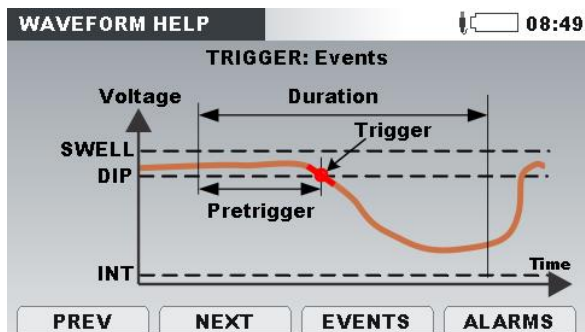 WAVEFORM HELP 08:49
TRIGGER: Events
Voltage Duration
Trigger
SWELL
DIP
Pretrigger
INT Time
PREV NEXT EVENTS ALARMS